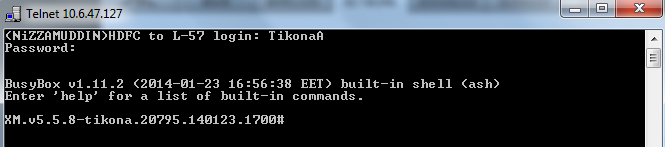 Telnet 10.6.47.127
(NiZZAMUDDIN)HDFC to L-57 login: TikonaA
Password:
BusyBox v1.11.2 (2014-01-23 16:56:38 EET) built-in shell (ash)
Enter 'help' for a list of built-in commands.
XM.v5.5.8-tikona.20795.140123.1700#